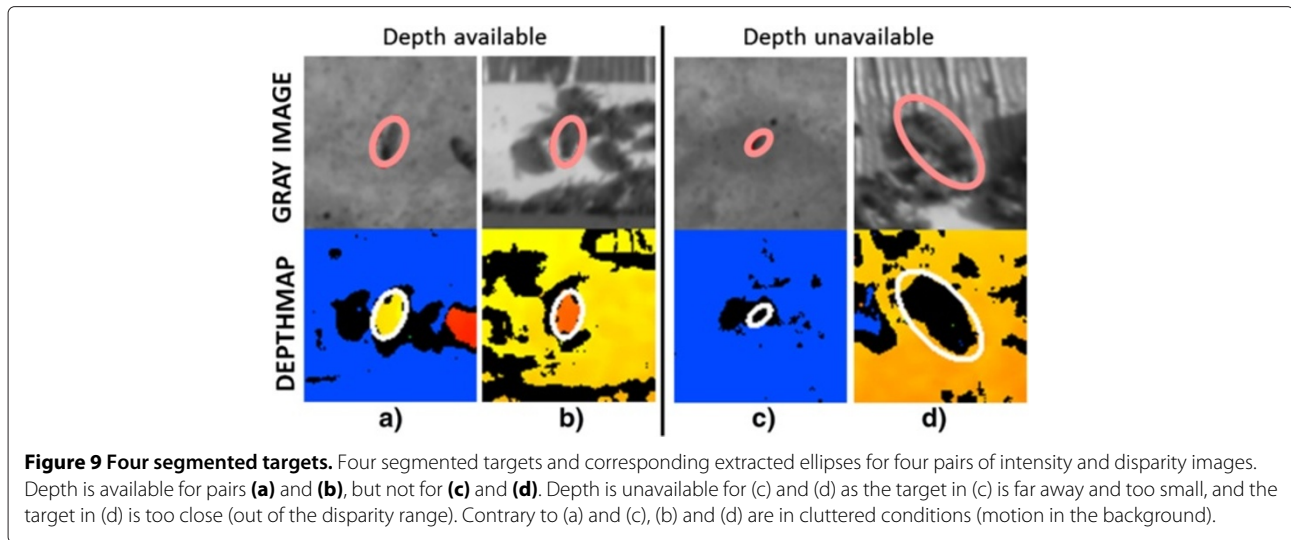 Depth available
Depth unavailable
GRAY IMAGE
DEPTHMAP
a)
b)
c)
d)
Figure 9 Four segmented targets. Four segmented targets and corresponding extracted ellipses for four pairs of intensity and disparity images.
Depth is available for pairs (a) and (b), but not for (c) and (d). Depth is unavailable for (c) and (d) as the target in (c) is far away and too small, and the
target in (d) is too close (out of the disparity range). Contrary to (a) and (c), (b) and (d) are in cluttered conditions (motion in the background).